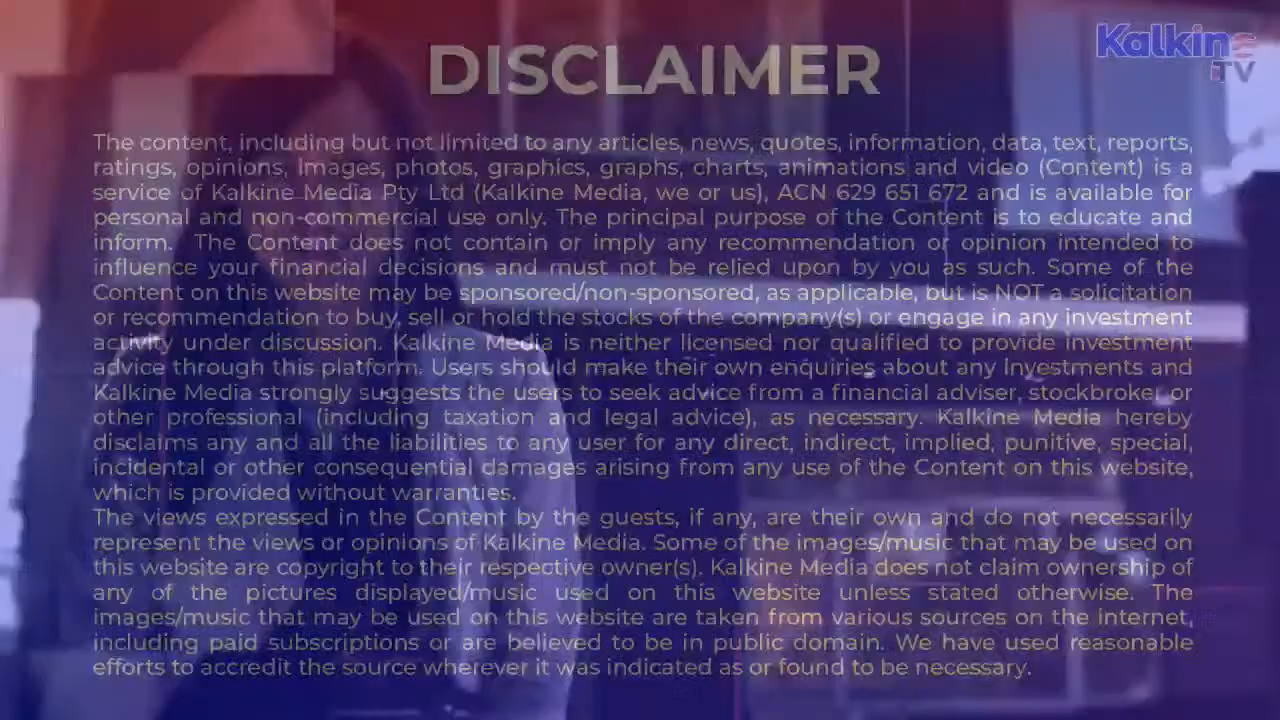 DISCLAIMER
Kalkine
TV
The content, including but not limited to any articles, news, quotes, information, data, text, reports,
ratings, opinions, images, photos, graphics, graphs, charts, animations and video (Content) is a
service of Kalkine Media Pty Ltd (Kalkine Media, we or us), ACN 629 651 672 and is available for
personal and non-commercial use only. The principal purpose of the Content is to educate and
inform. The Content does not contain or imply any recommendation or opinion intended to
influence your financial decisions and must not be relied upon by you as such. Some of the
Content on this website may be sponsored/non-sponsored, as applicable, but is NOT a solicitation
or recommendation to buy, sell or hold the stocks of the company(s) or engage in any investment
activity under discussion. Kalkine Media is neither licensed nor qualified to provide investment
advice through this platform. Users should make their own enquiries about any investments and
Kalkine Media strongly suggests the users to seek advice from a financial adviser, stockbroker or
other professional (including taxation and legal advice), as necessary. Kalkine Media hereby
disclaims any and all the liabilities to any user for any direct, indirect, implied, punitive, special,
incidental or other consequential damages arising from any use of the Content on this website,
which is provided without warranties.
The views expressed in the Content by the guests, if any, are their own and do not necessarily
represent the views or opinions of Kalkine Media. Some of the images/music that may be used on
this website are copyright to their respective owner(s). Kalkine Media does not claim ownership of
any of the pictures displayed/music used on this website unless stated otherwise. The
images/music that may be used on this website are taken from various sources on the internet,
including paid subscriptions or are believed to be in public domain. We have used reasonable
efforts to accredit the source wherever it was indicated as or found to be necessary.